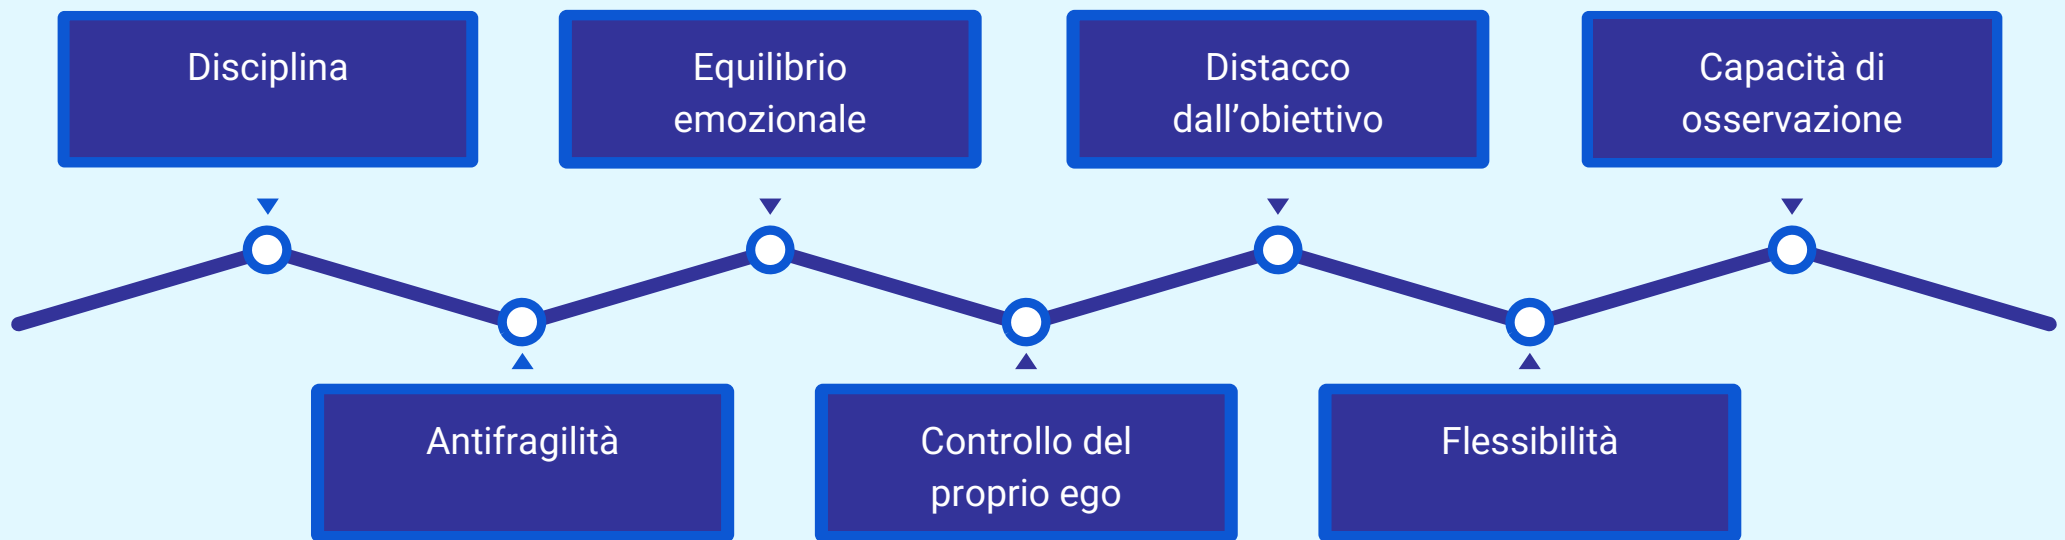 Disciplina
Equilibrio
emozionale
Distacco
dall’obiettivo
Capacità di
osservazione
Antifragilità
Controllo del
proprio ego
Flessibilità